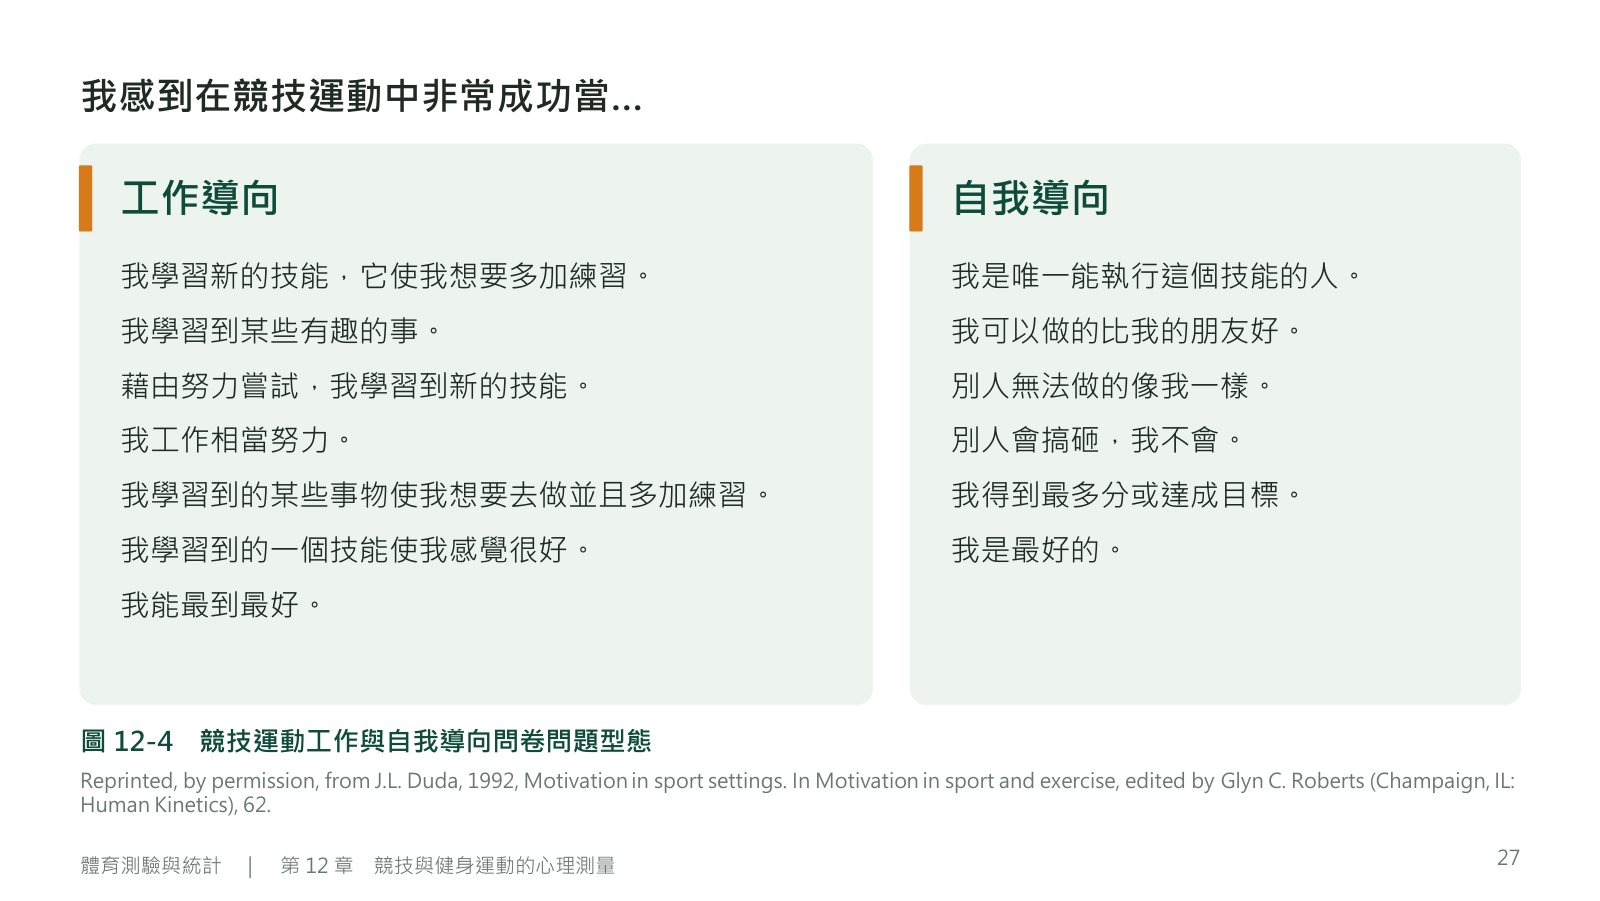 我感到在競技運動中非常成功當...
工作導向
我學習新的技能，它使我想要多加練習。
我學習到某些有趣的事。
藉由努力嘗試，我學習到新的技能。
我工作相當努力。
我學習到的某些事物使我想要去做並且多加練習。
我學習到的一個技能使我感覺很好。
我能最到最好。
自我導向
我是唯一能執行這個技能的人。
我可以做的比我的朋友好。
別人無法做的像我一樣。
別人會搞砸，我不會。
我得到最多分或達成目標。
我是最好的。
圖 12-4　競技運動工作與自我導向問卷問題型態
Reprinted, by permission, from J.L. Duda, 1992, Motivation in sport settings. In Motivation in sport and exercise, edited by Glyn C. Roberts (Champaign, IL:
Human Kinetics), 62.
體育測驗與統計　|　第 12 章　競技與健身運動的心理測量
27